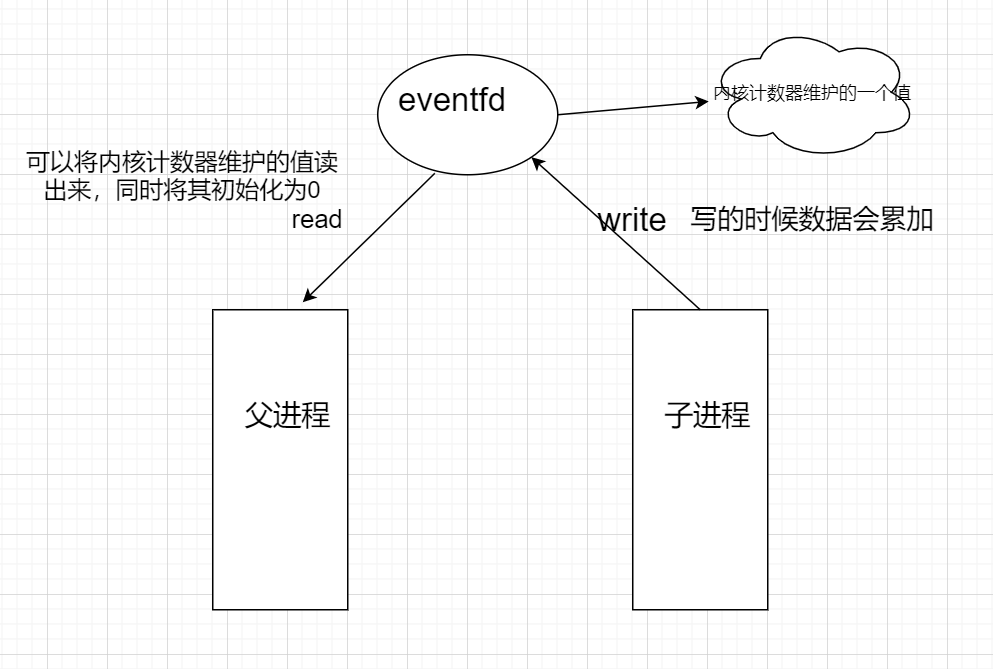 eventfd
内核计数器维护的一个值
可以将内核计数器维护的值读
出来，同时将其初始化为0
read
write 写的时候数据会累加
父进程
子进程